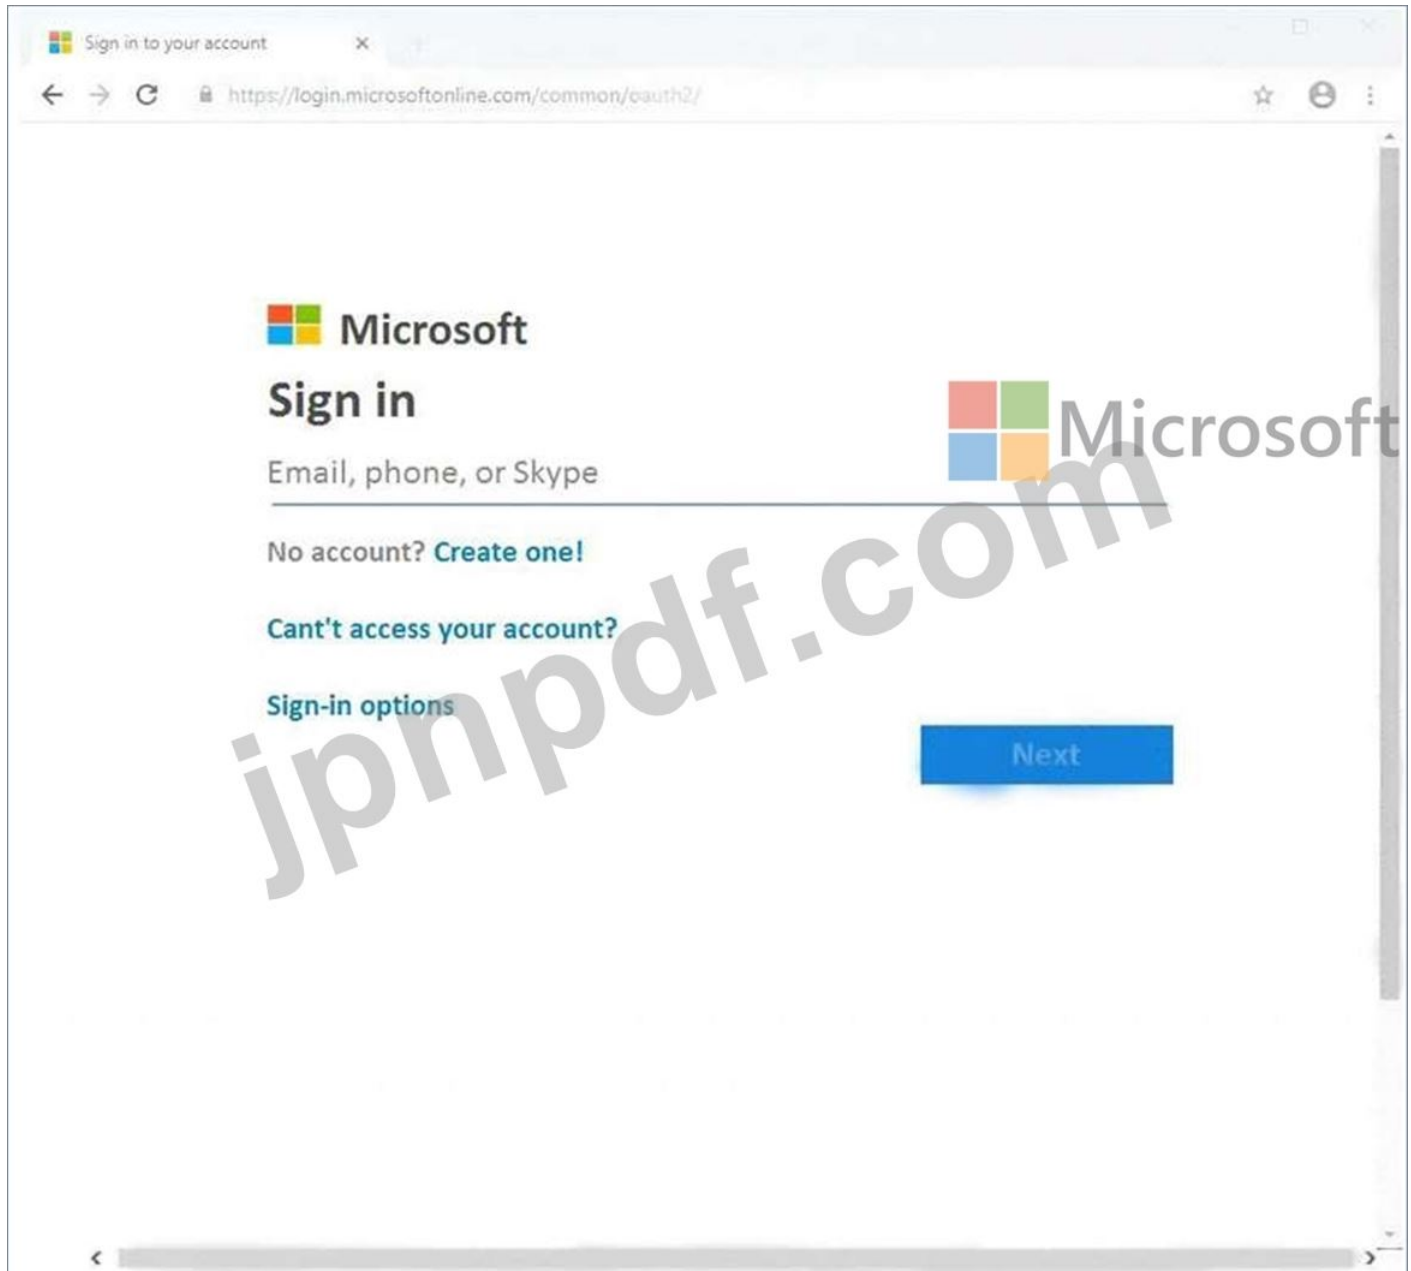 Sign in to your account
https://login.microsoftonline.com/common/oauth2/
Microsoft
Sign in
Microsoft
Email, phone, or Skype
No account? Create one!
Cant't access your account?
Sign-in options
Next
jpnpdf.com